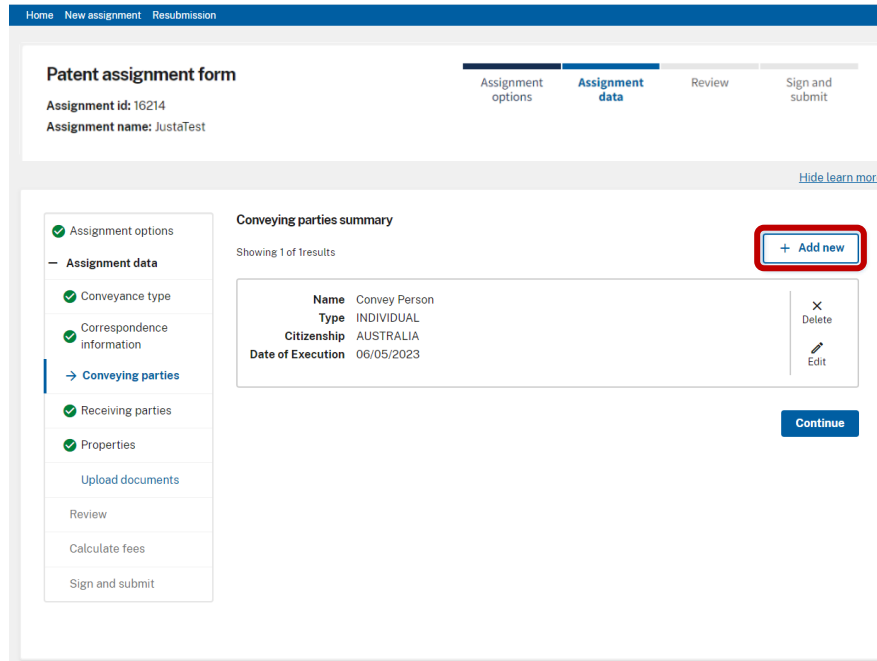 Home New assignment Resubmission
Patent assignment form
Assignment id: 16214
Assignment name: JustaTest
Assignment options
Assignment data
Review
Sign and submit
Hide learn mor
Assignment options
Assignment data
Conveyance type
Correspondence
information
Conveying parties
Receiving parties
Properties
Upload documents
Review
Calculate fees
Sign and submit
Conveying parties summary
Showing 1 of 1results
+ Add new
Name Convey Person
Type INDIVIDUAL
Citizenship AUSTRALIA
Date of Execution 06/05/2023
Delete
Edit
Continue